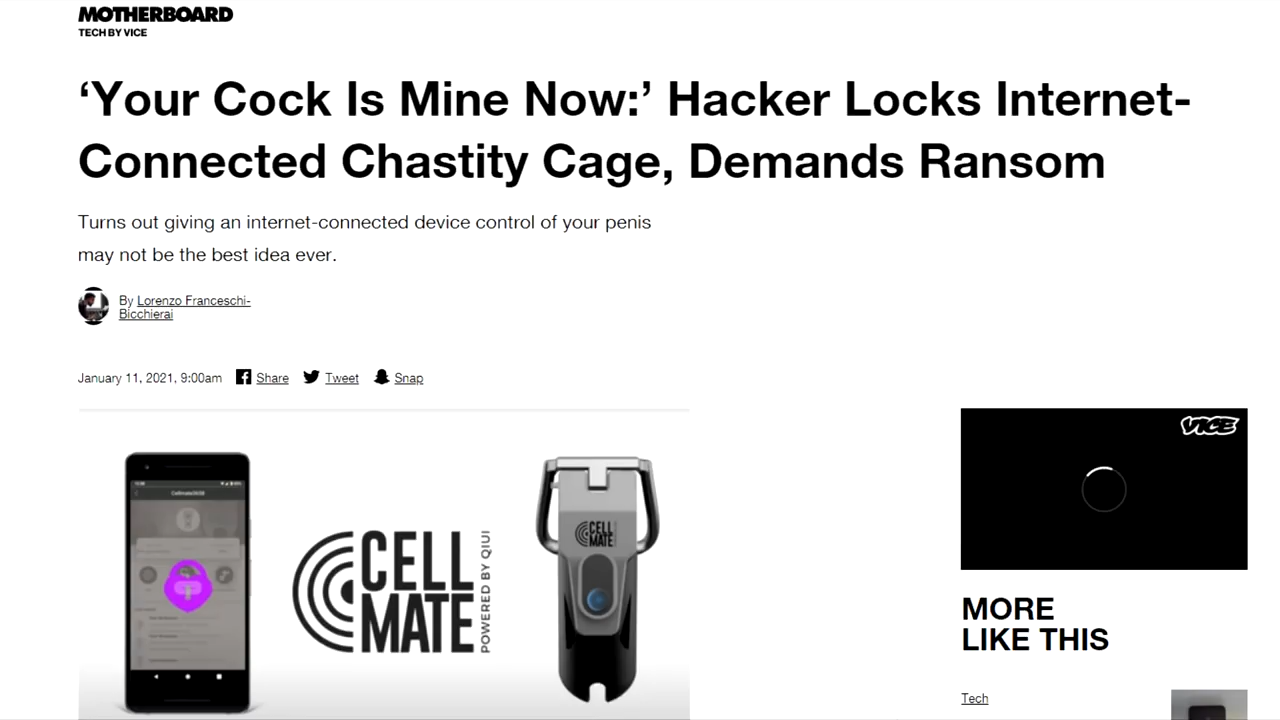 MOTHERBOARD
TECH BY VICE
‘Your Cock Is Mine Now:’ Hacker Locks Internet-
Connected Chastity Cage, Demands Ransom
Turns out giving an internet-connected device control of your penis
may not be the best idea ever.
By Lorenzo Franceschi-
Bicchierai
January 11, 2021, 9:00am Share Tweet Snap
VICE
CELL
MATE
POWERED BY QIUI
CELL
MATE
MORE
LIKE THIS
Tech